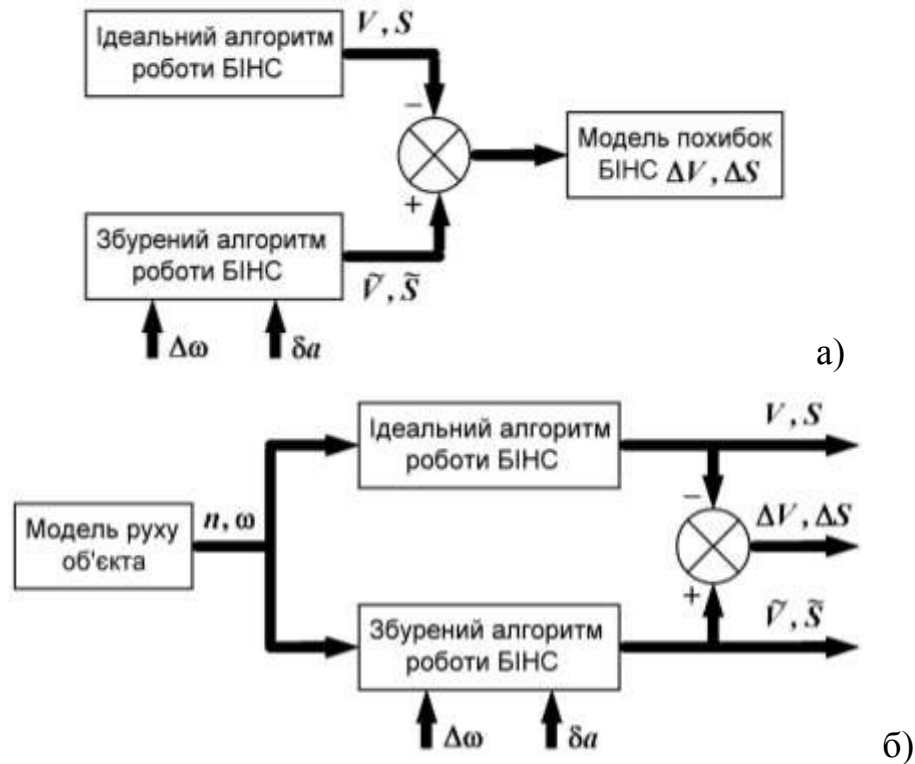 Ідеальний алгоритм
роботи БІНС
V, S
−
+
Модель похибок
БІНС ΔV, ΔS
Збурений алгоритм
роботи БІНС
Ṽ, S̃
Δω
δa
а)
Модель руху
об'єкта
n, ω
Ідеальний алгоритм
роботи БІНС
V, S
−
ΔV, ΔS
+
Збурений алгоритм
роботи БІНС
Ṽ, S̃
Δω
δa
б)